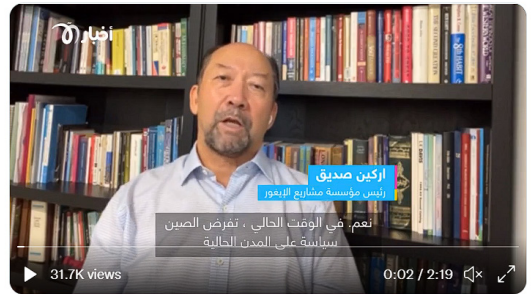 أخبار
اركين صديق
رئيس مؤسسة مشاريع الإيغور
نعم. في الوقت الحالي ، تفرض الصين
سياسة على المدن الخالية
31.7K views
0:02 / 2:19